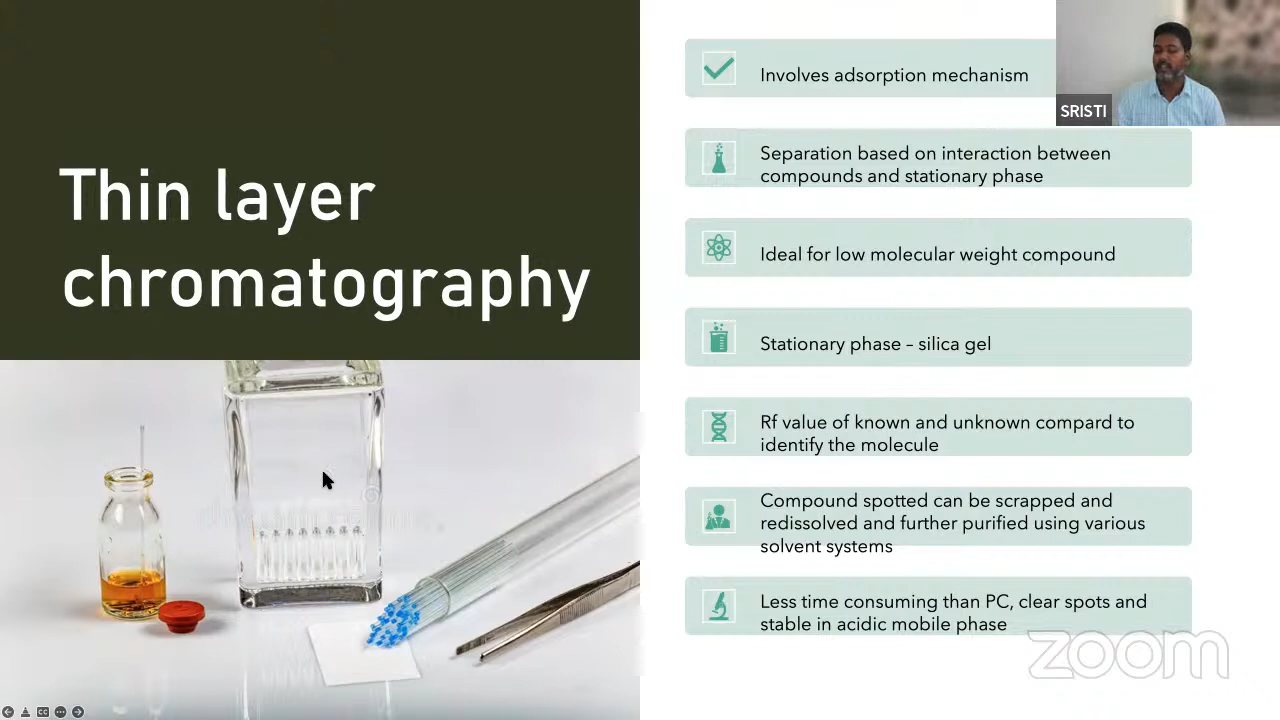 Thin layer
chromatography
Involves adsorption mechanism
Separation based on interaction between
compounds and stationary phase
Ideal for low molecular weight compound
Stationary phase – silica gel
Rf value of known and unknown compard to
identify the molecule
Compound spotted can be scrapped and
redissolved and further purified using various
solvent systems
Less time consuming than PC, clear spots and
stable in acidic mobile phase
SRISTI
zoom
CC